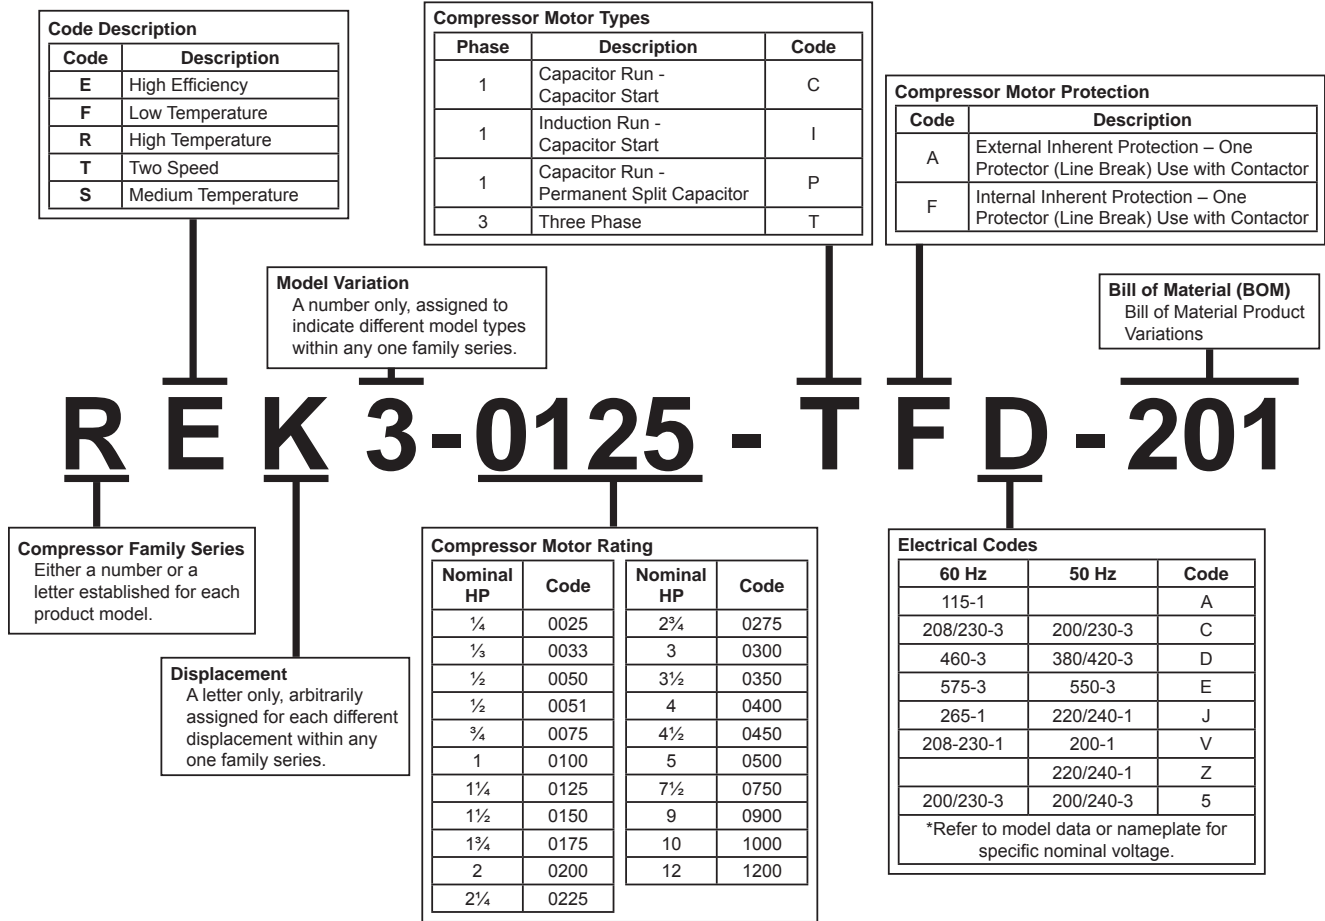 Code Description
Code Description
E High Efficiency
F Low Temperature
R High Temperature
T Two Speed
S Medium Temperature
Compressor Motor Types
Phase Description Code
1 Capacitor Run - Capacitor Start C
1 Induction Run - Capacitor Start I
1 Capacitor Run - Permanent Split Capacitor P
3 Three Phase T
Compressor Motor Protection
Code Description
A External Inherent Protection – One
Protector (Line Break) Use with Contactor
F Internal Inherent Protection – One
Protector (Line Break) Use with Contactor
Model Variation
A number only, assigned to
indicate different model types
within any one family series.
Bill of Material (BOM)
Bill of Material Product
Variations
R E K 3-0125 - T F D - 201
Compressor Family Series
Either a number or a
letter established for each
product model.
Displacement
A letter only, arbitrarily
assigned for each different
displacement within any
one family series.
Compressor Motor Rating
Nominal HP Code Nominal HP Code
¼ 0025 2¾ 0275
⅓ 0033 3 0300
½ 0050 3½ 0350
½ 0051 4 0400
¾ 0075 4½ 0450
1 0100 5 0500
1¼ 0125 7½ 0750
1½ 0150 9 0900
1¾ 0175 10 1000
2 0200 12 1200
2¼ 0225
Electrical Codes
60 Hz 50 Hz Code
115-1 A
208/230-3 200/230-3 C
460-3 380/420-3 D
575-3 550-3 E
265-1 220/240-1 J
208-230-1 200-1 V
220/240-1 Z
200/230-3 200/240-3 5
*Refer to model data or nameplate for
specific nominal voltage.